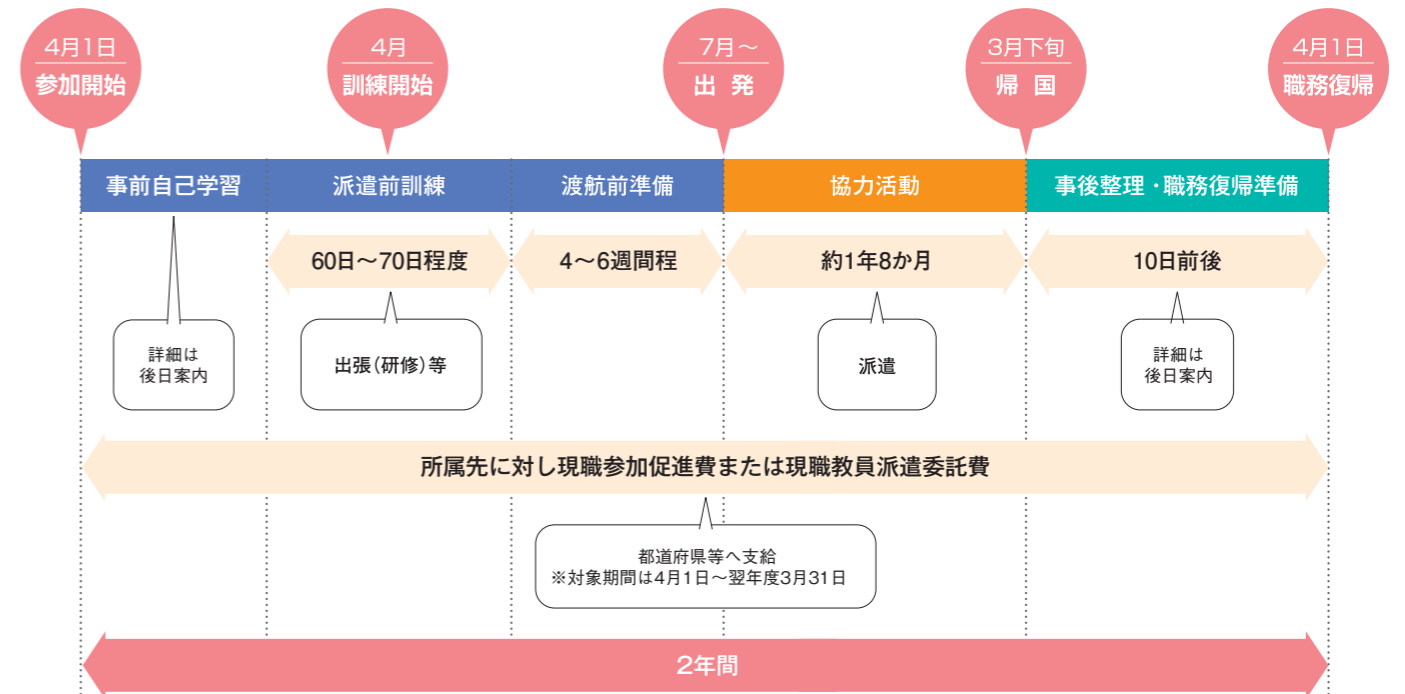 4月1日
参加開始
4月
訓練開始
7月～
出 発
3月下旬
帰 国
4月1日
職務復帰
事前自己学習
派遣前訓練
渡航前準備
協力活動
事後整理・職務復帰準備
60日～70日程度
4～6週間程
約1年8か月
10日前後
詳細は
後日案内
出張（研修）等
派遣
詳細は
後日案内
所属先に対し現職参加促進費または現職教員派遣委託費
都道府県等へ支給
※対象期間は4月1日～翌年度3月31日
2年間